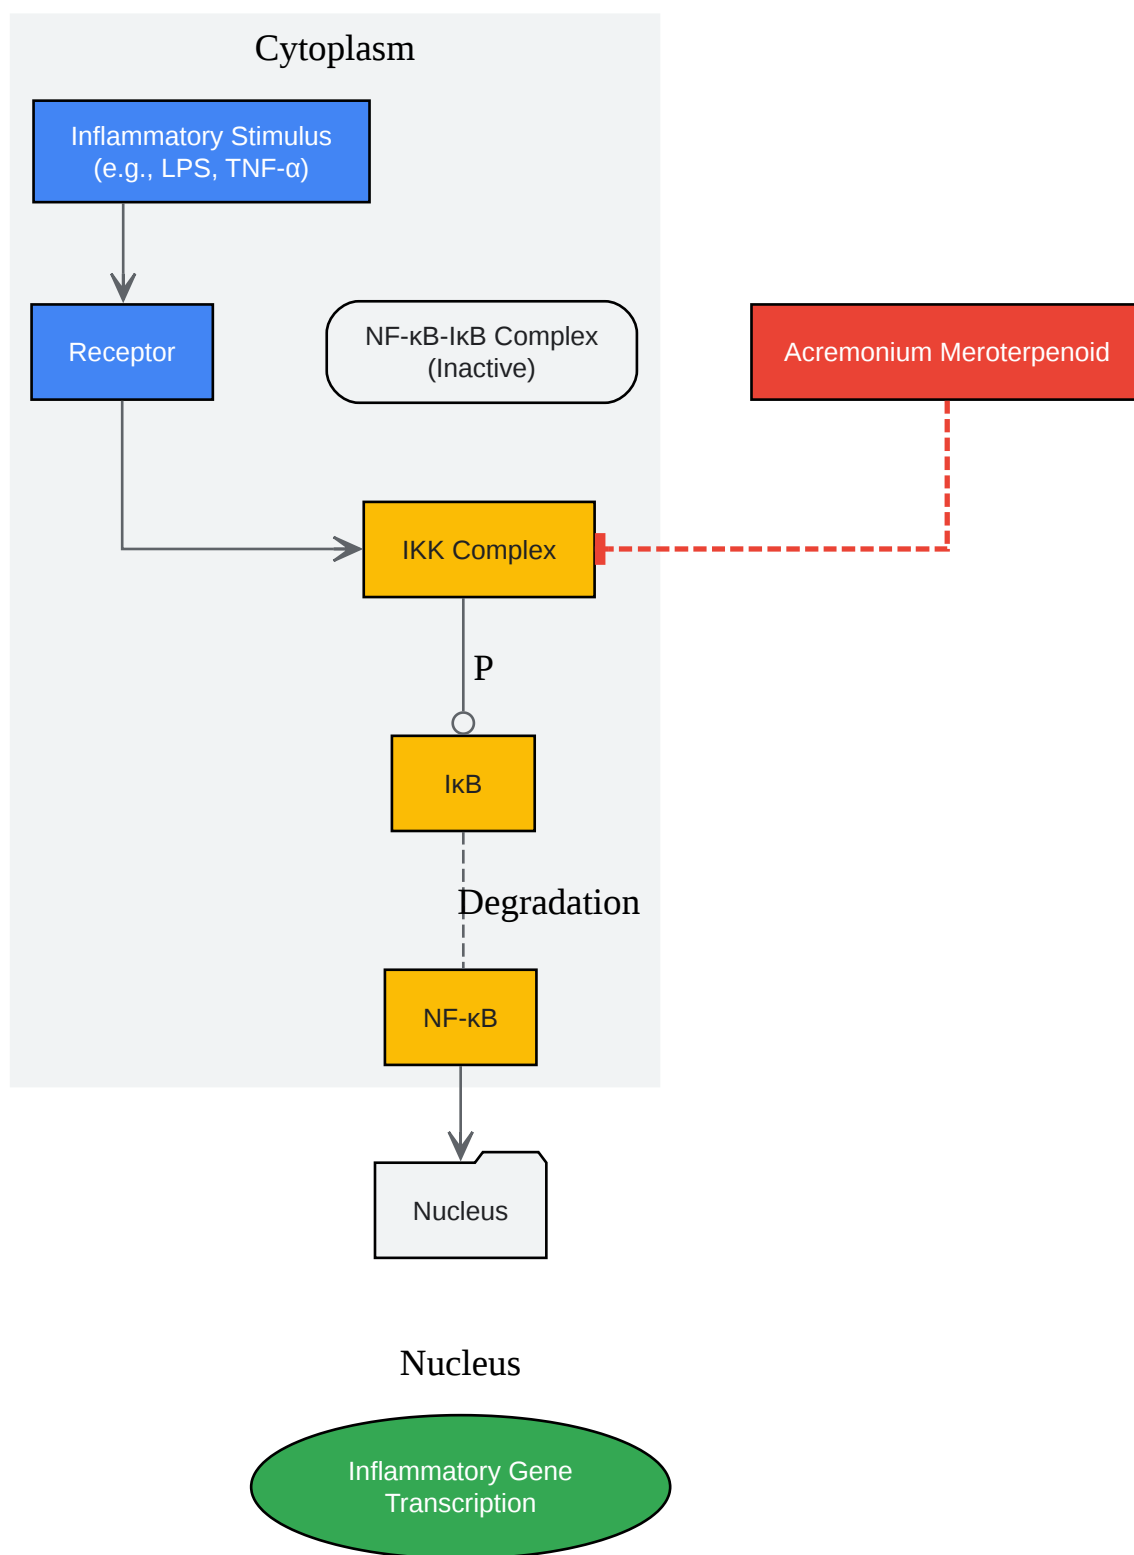 Cytoplasm
Inflammatory Stimulus
(e.g., LPS, TNF-α)
Receptor
NF-κB-IκB Complex
(Inactive)
Acremonium Meroterpenoid
IKK Complex
P
IκB
Degradation
NF-κB
Nucleus
Nucleus
Inflammatory Gene
Transcription